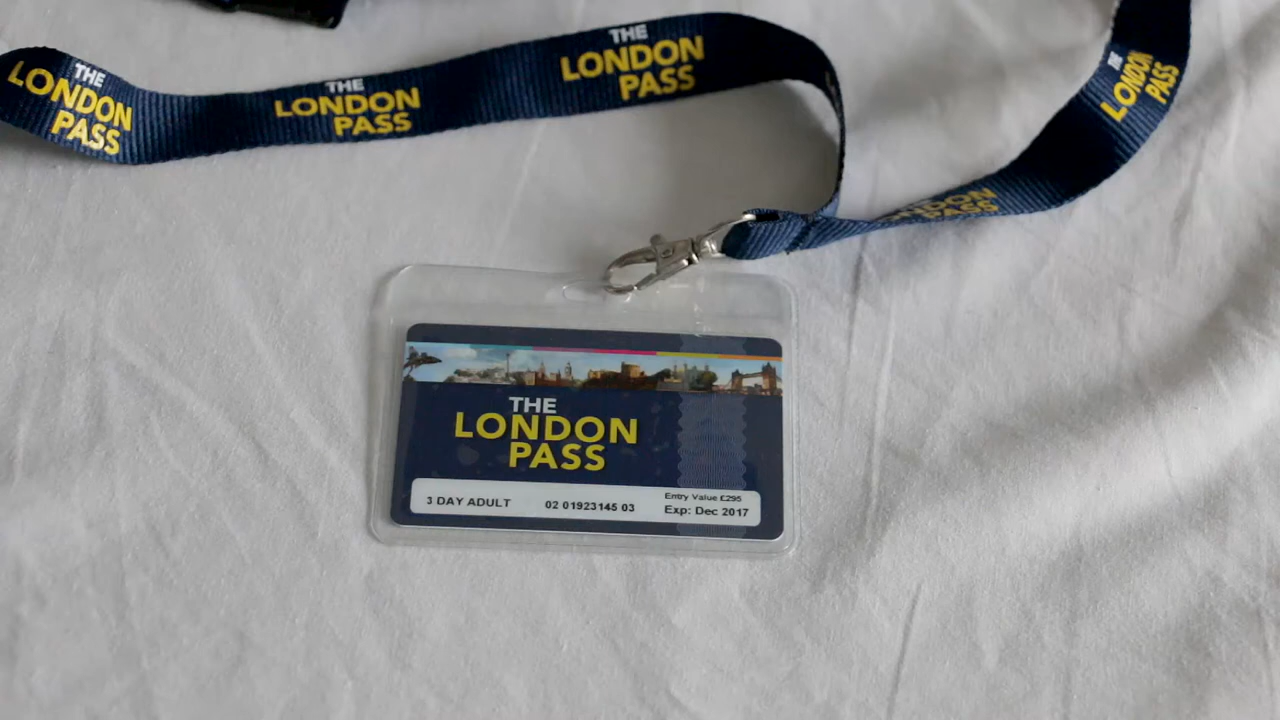 THE
LONDON
PASS
THE
LONDON
PASS
THE
LONDON
PASS
THE
LONDON
PASS
LONDON
PASS
THE
LONDON
PASS
3 DAY ADULT
02 01923145 03
Entry Value £295
Exp: Dec 2017